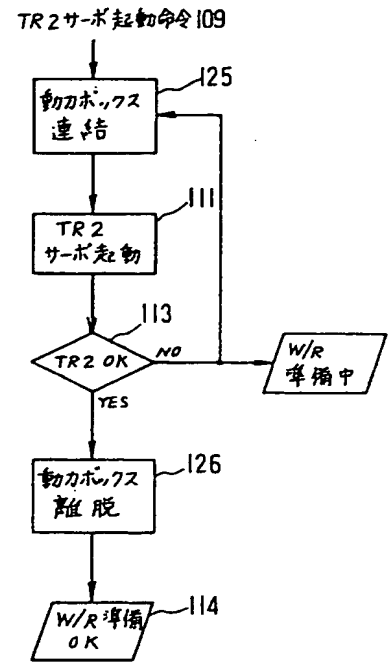 TR2サーボ起動命令109
動力ボックス
連結
125
TR2
サーボ起動
111
113
TR2 OK
NO
W/R
準備中
YES
動力ボックス
離脱
126
W/R準備
OK
114